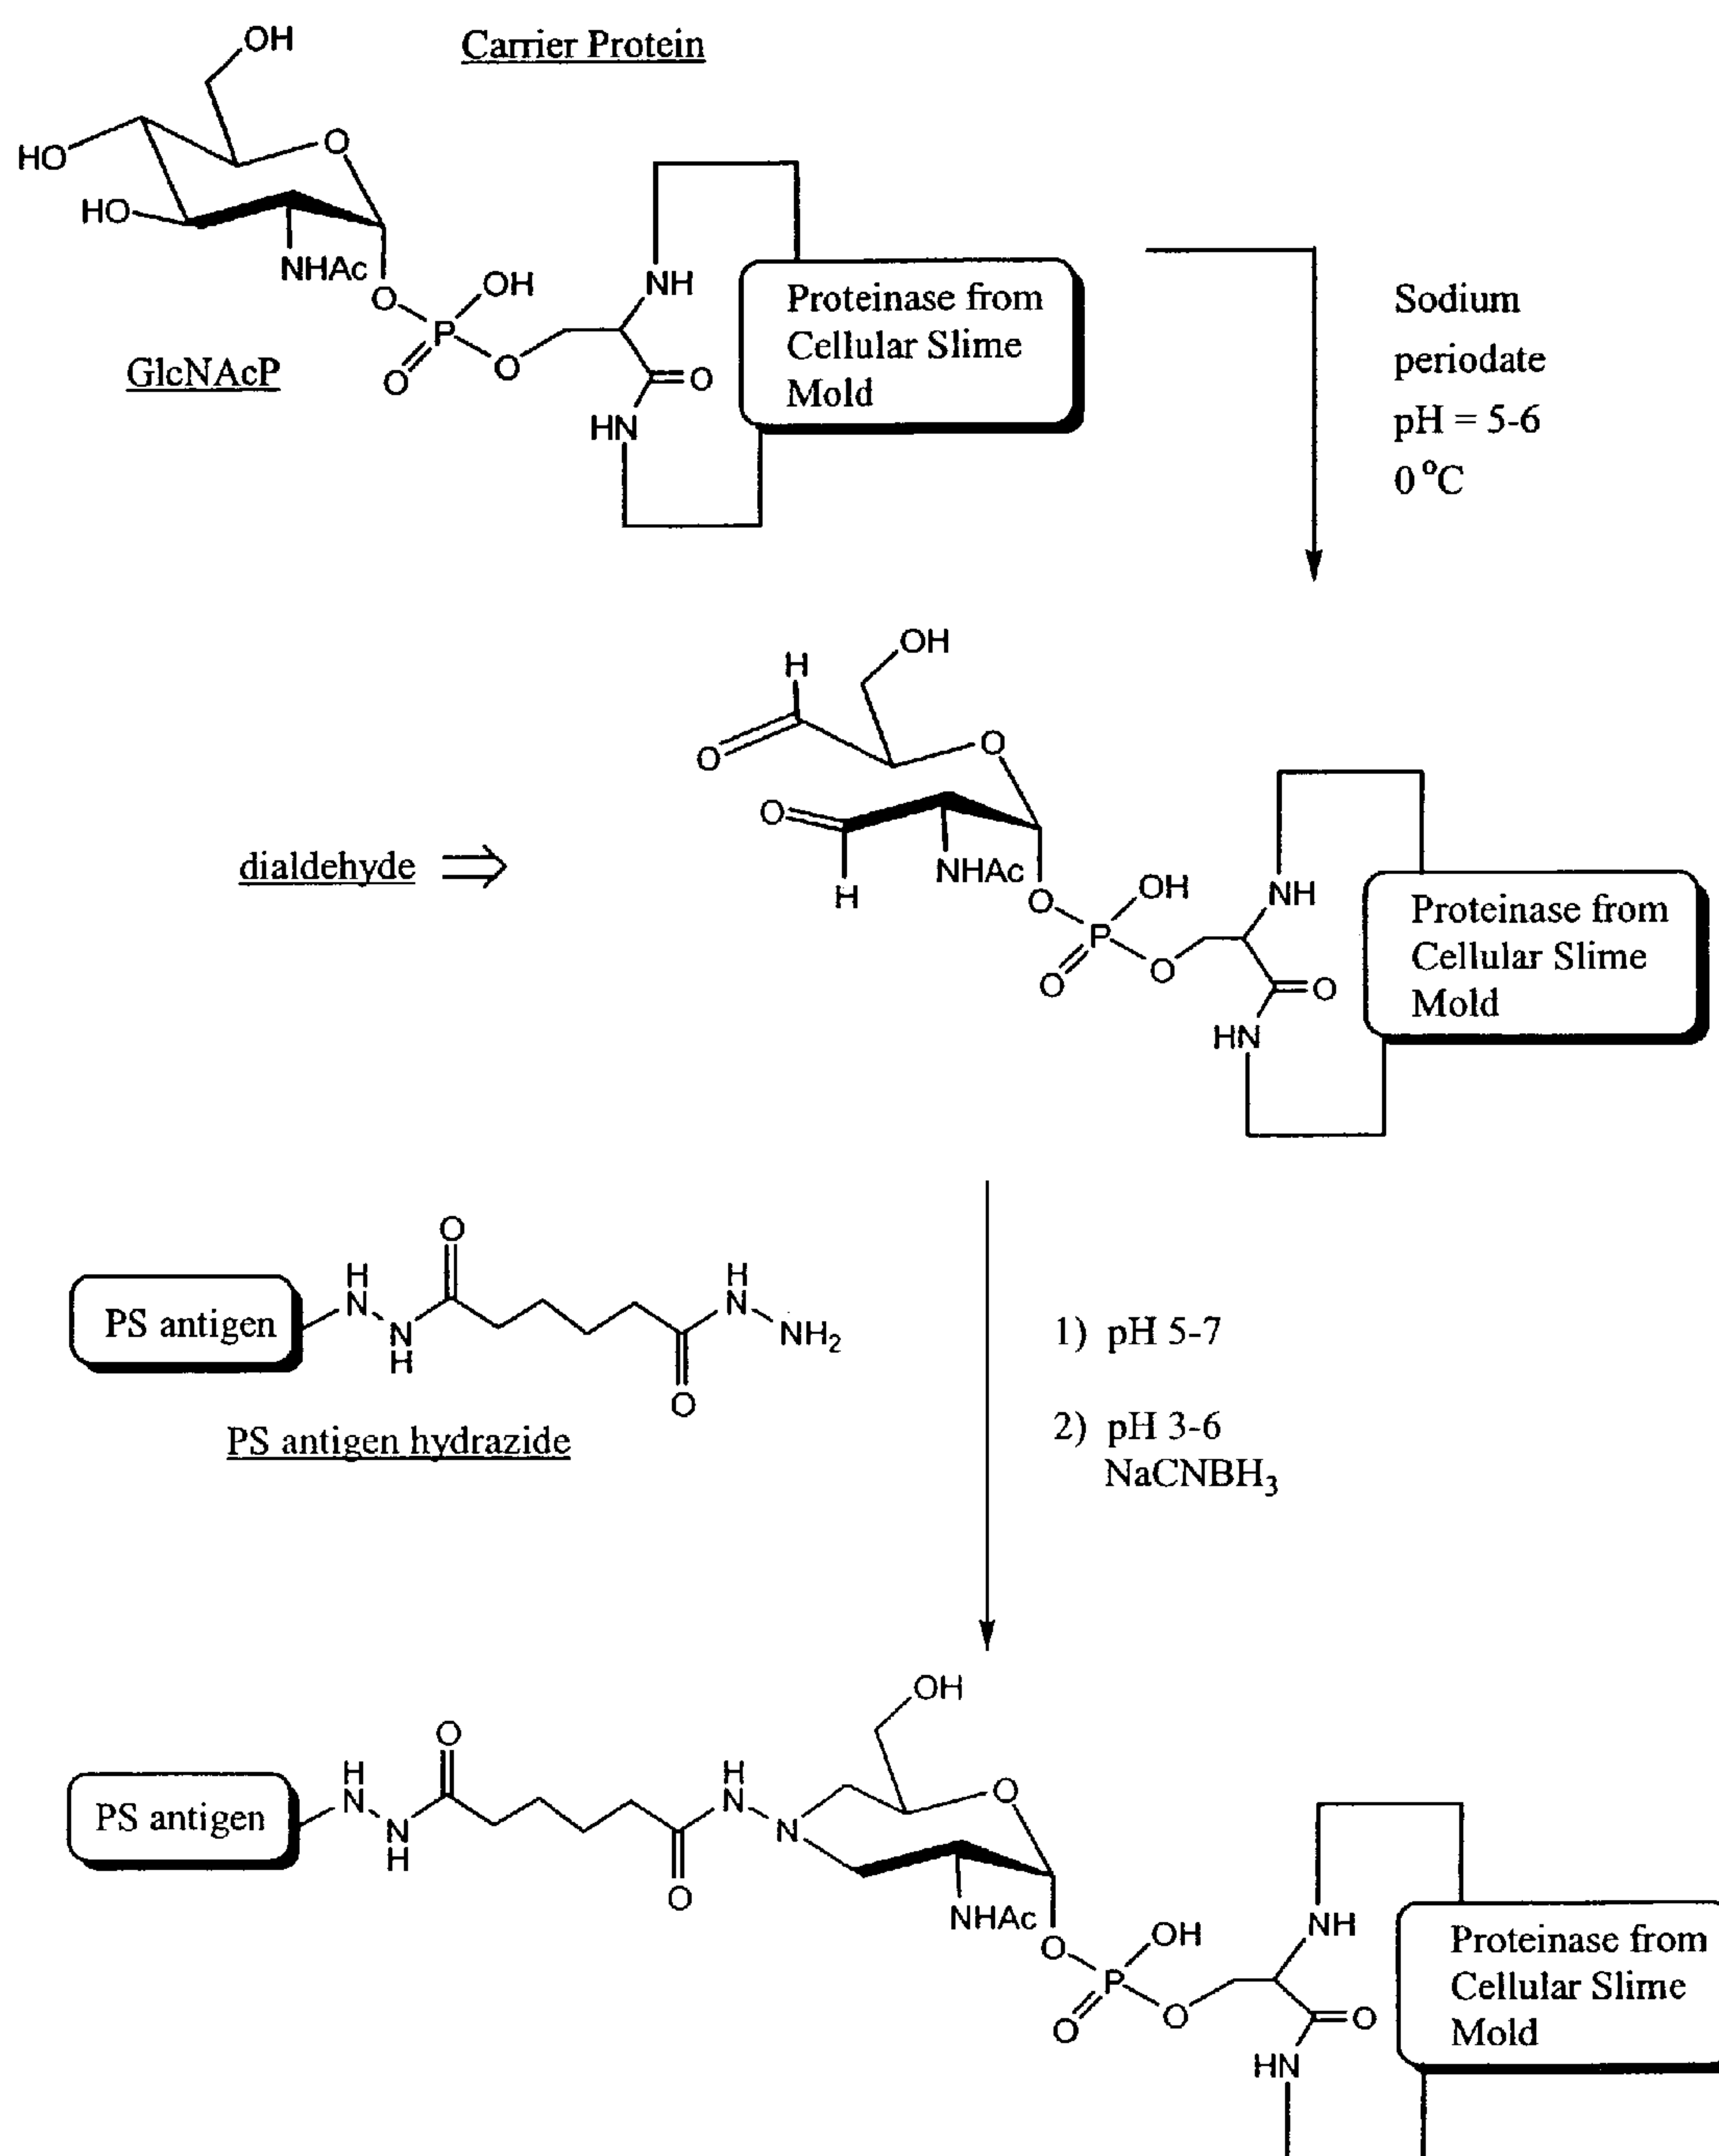 OH
Carrier Protein
HO
O
HO
NHAc
O
OH
P
O
O
NH
O
HN
GlcNAcP
Proteinase from
Cellular Slime
Mold
Sodium
periodate
pH = 5-6
0 °C
OH
H
O
O
O
H
NHAc
O
OH
P
O
O
NH
O
HN
Proteinase from
Cellular Slime
Mold
dialdehyde
PS antigen
H
N
N
H
O
O
H
N
NH₂
PS antigen hydrazide
1) pH 5-7
2) pH 3-6
NaCNBH₃
PS antigen
H
N
N
H
O
O
H
N
N
OH
O
NHAc
O
OH
P
O
O
NH
O
HN
Proteinase from
Cellular Slime
Mold